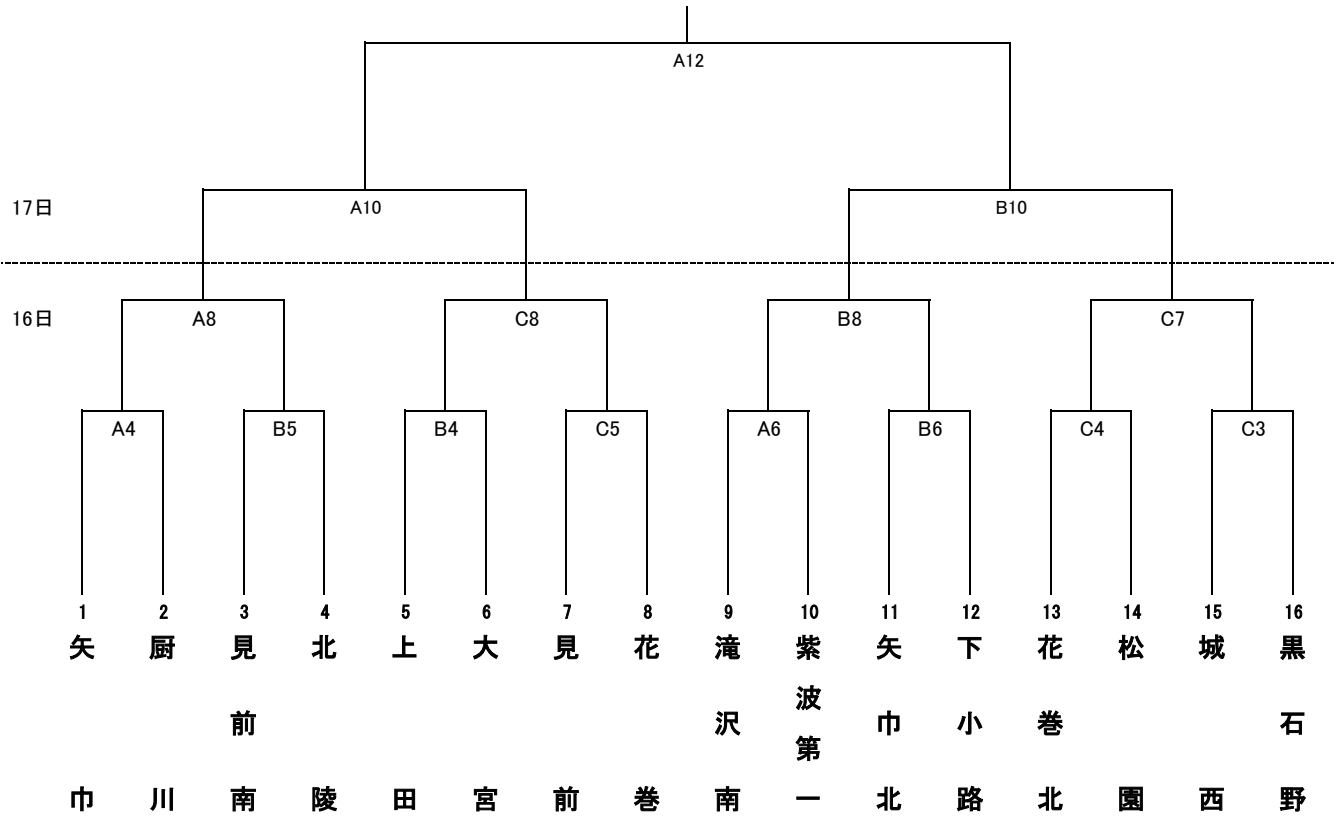 A12
17日
A10
B10
16日
A8
C8
B8
C7
A4
B5
B4
C5
A6
B6
C4
C3
1
2
3
4
5
6
7
8
9
10
11
12
13
14
15
16
矢巾
厨川
見前南
北陵
上田
大宮
見前
花巻
滝沢南
紫波第一
矢巾北
下小路
花巻北
松園
城西
黒石野